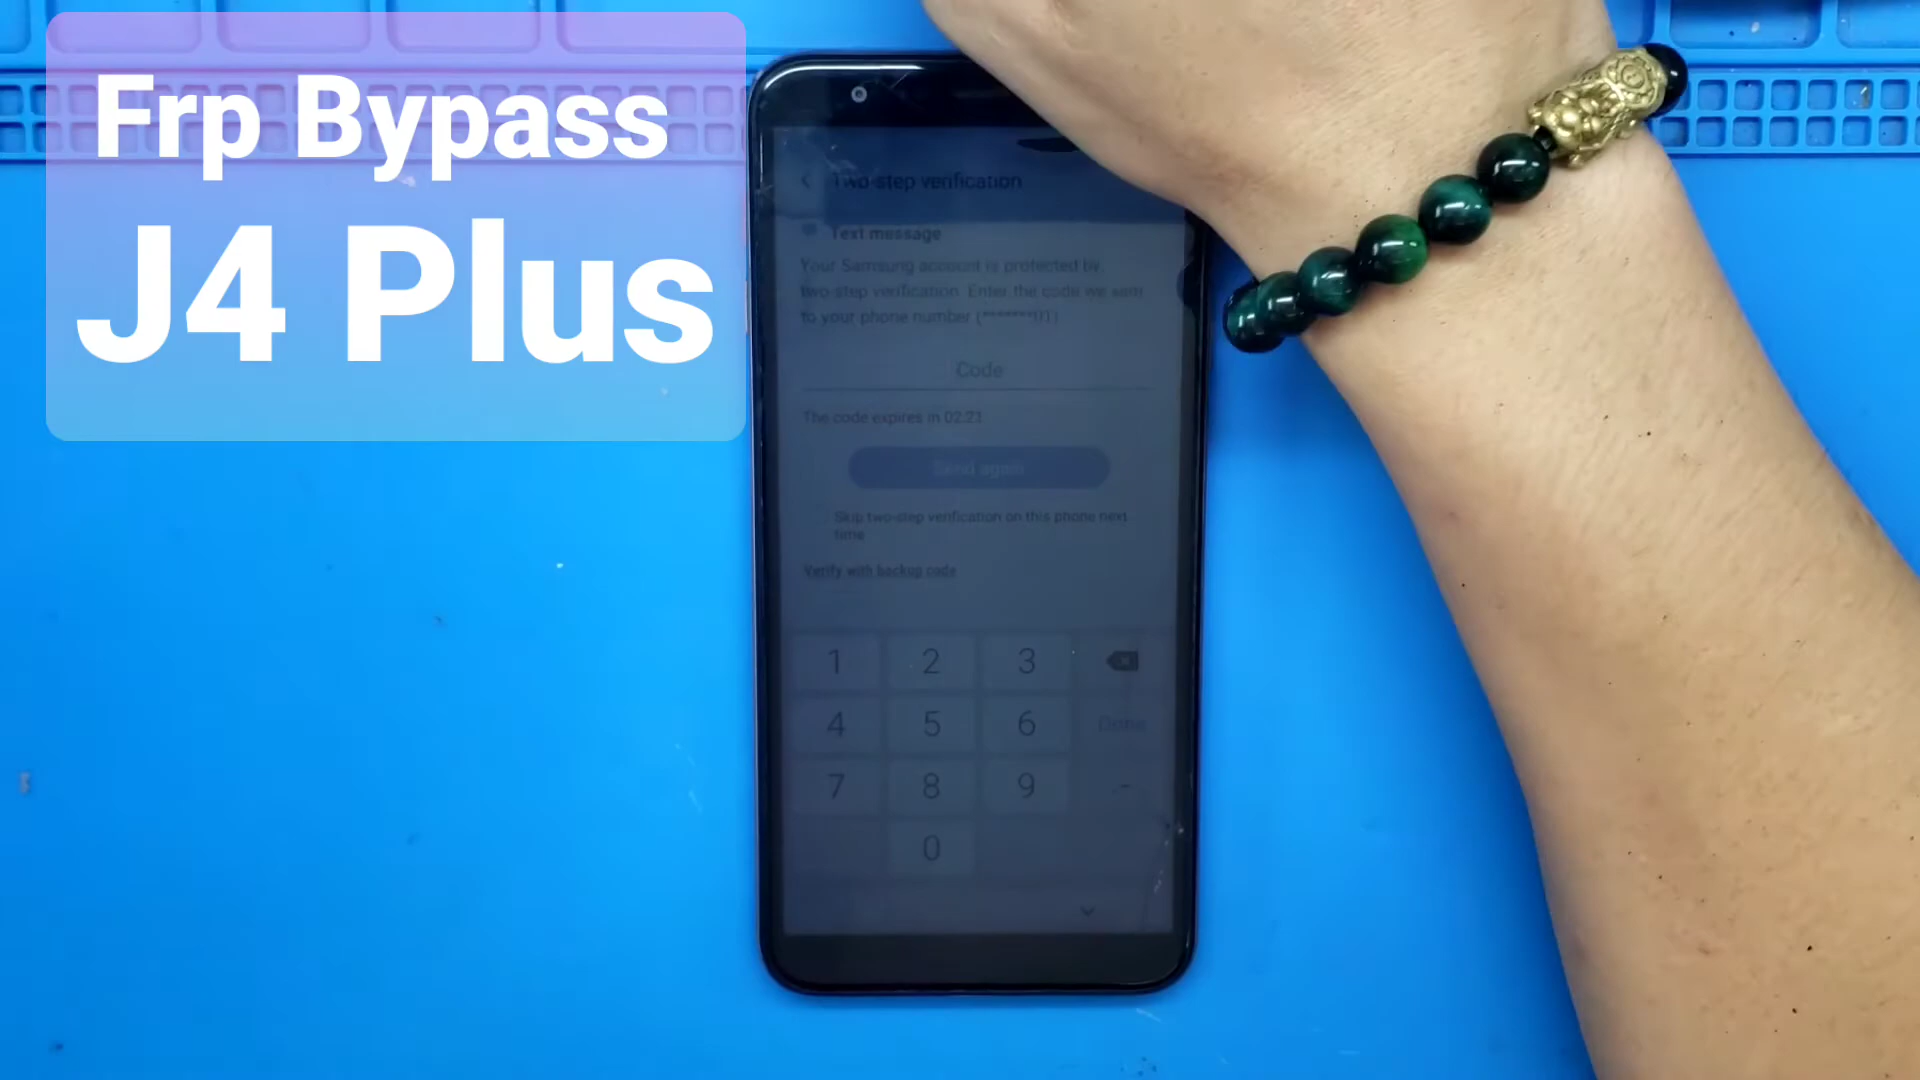 Frp Bypass
J4 Plus
Two-step verification
Text message
Your Samsung account is protected by
two-step verification. Enter the code we sent
to your phone number (*******01)
Code
The code expires in 02:21
Send again
Skip two-step verification on this phone next
time
Verify with backup code
1 2 3
4 5 6 Done
7 8 9 .-
0